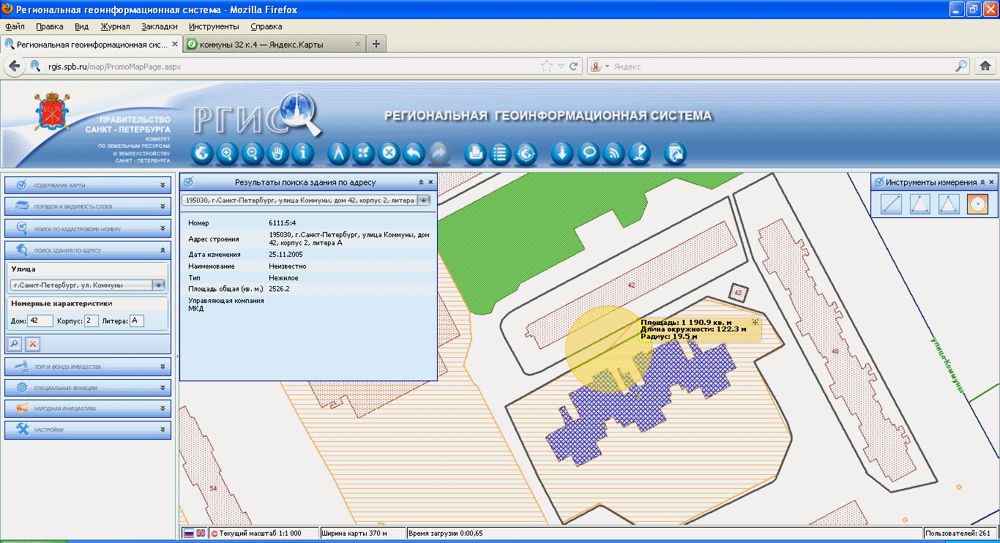 Региональная геоинформационная система - Mozilla Firefox
Файл Правка Вид Журнал Закладки Инструменты Справка
Региональная геоинформационная сис...
коммуны 32 к.4 — Яндекс.Карты
rgis.spb.ru/map/PromoMapPage.aspx
Яндекс
ПРАВИТЕЛЬСТВО
САНКТ - ПЕТЕРБУРГА
КОМИТЕТ
ПО ЗЕМЕЛЬНЫМ РЕСУРСАМ
И ЗЕМЛЕУСТРОЙСТВУ
САНКТ - ПЕТЕРБУРГА
РГИС
РЕГИОНАЛЬНАЯ ГЕОИНФОРМАЦИОННАЯ СИСТЕМА
СОДЕРЖАНИЕ КАРТЫ
ПОРЯДОК И ВИДИМОСТЬ СЛОЕВ
ПОИСК ПО КАДАСТРОВОМУ НОМЕРУ
ПОИСК ЗДАНИЯ ПО АДРЕСУ
Улица
г.Санкт-Петербург, ул. Коммуны
Номерные характеристики
Дом: 42 Корпус: 2 Литера: А
ТОРГИ ФОНДА ИМУЩЕСТВА
СПЕЦИАЛЬНЫЕ ФУНКЦИИ
НАРОДНАЯ ИНИЦИАТИВА
НАСТРОЙКИ
Результаты поиска здания по адресу
195030, г.Санкт-Петербург, улица Коммуны, дом 42, корпус 2, литера
Номер 6111:5:4
Адрес строения 195030, г.Санкт-Петербург, улица Коммуны, дом
42, корпус 2, литера А
Дата изменения 25.11.2005
Наименование Неизвестно
Тип Нежилое
Площадь общая (кв. м.) 2526.2
Управляющая компания
МКД
Инструменты измерения
42
42
Площадь: 1 190.9 кв. м
Длина окружности: 122.3 м
Радиус: 19.5 м
40
улица Коммуны
54
Текущий масштаб 1:1 000
Ширина карты 370 м
Время загрузки 0:00,65
Пользователей: 261